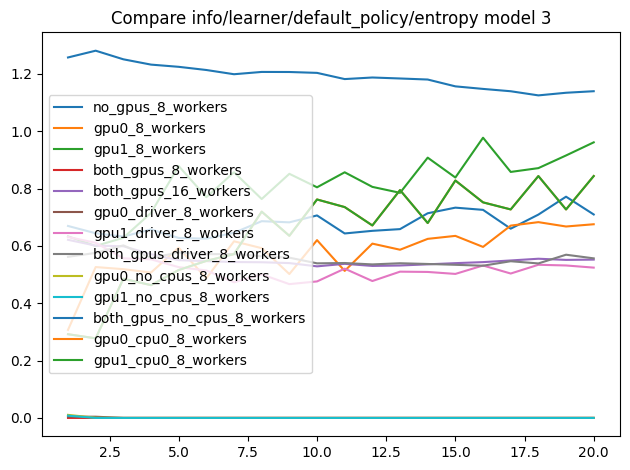 Compare info/learner/default_policy/entropy model 3
1.2
1.0
0.8
0.6
0.4
0.2
0.0
no_gpus_8_workers
gpu0_8_workers
gpu1_8_workers
both_gpus_8_workers
both_gpus_16_workers
gpu0_driver_8_workers
gpu1_driver_8_workers
both_gpus_driver_8_workers
gpu0_no_cpus_8_workers
gpu1_no_cpus_8_workers
both_gpus_no_cpus_8_workers
gpu0_cpu0_8_workers
gpu1_cpu0_8_workers
2.5 5.0 7.5 10.0 12.5 15.0 17.5 20.0